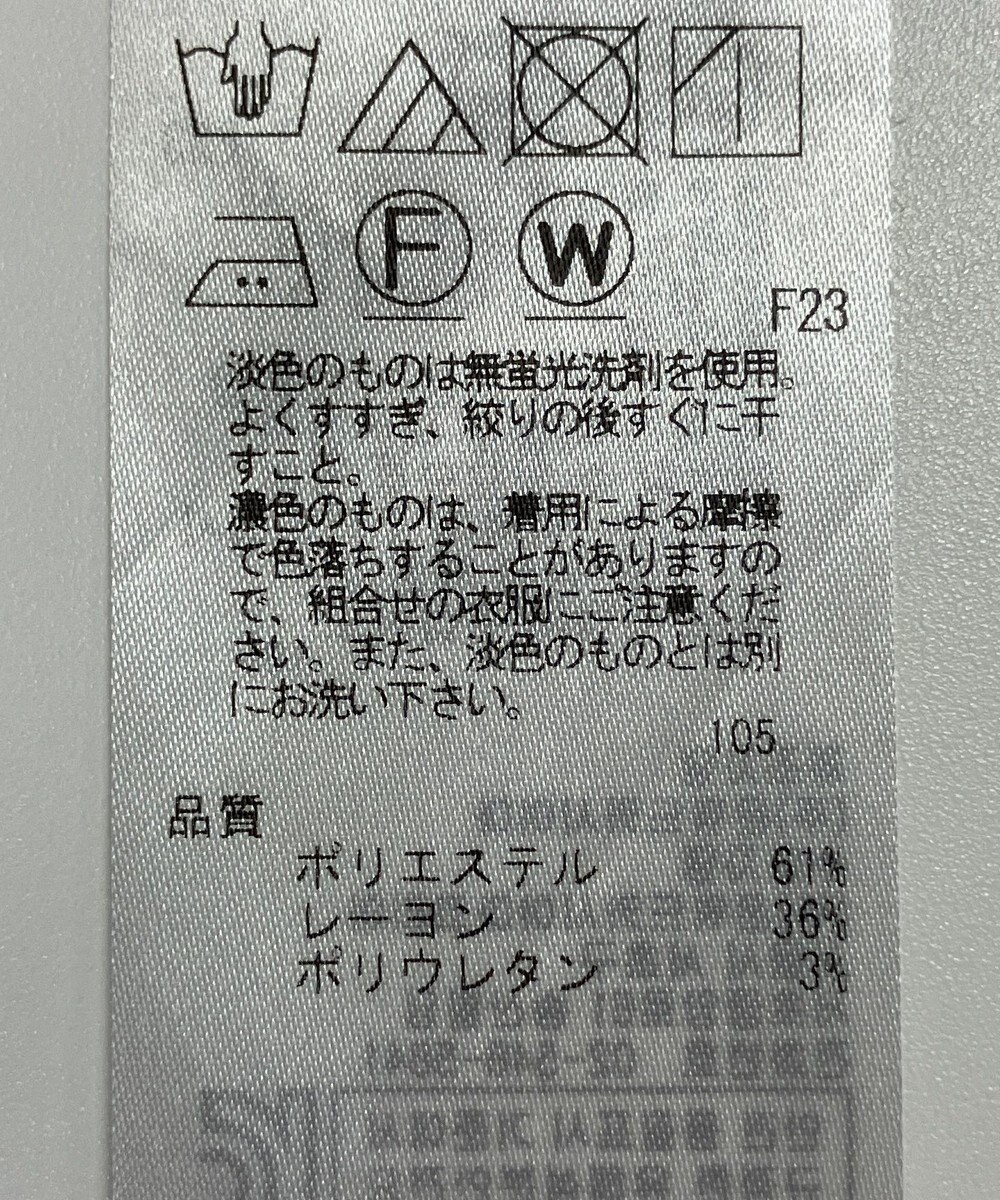 F
W
F23
淡色のものは無蛍光洗剤を使用。
よくすすぎ、絞りの後すぐに干
すこと。
濃色のものは、着用による摩擦
で色落ちすることがありますの
で、組合せの衣服にご注意くだ
さい。また、淡色のものとは別
にお洗い下さい。
105
品質
ポリエステル 61%
レーヨン 36%
ポリウレタン 3%